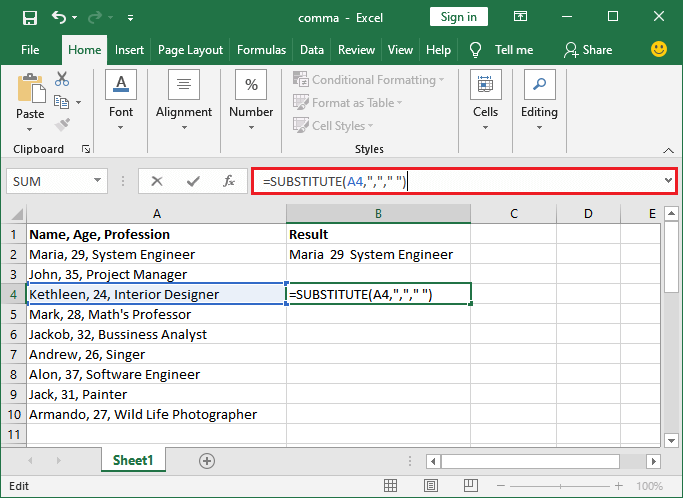 comma - Excel
Sign in
File Home Insert Page Layout Formulas Data Review View Help Tell me Share
Paste
Clipboard
Font
Alignment
%
Number
Conditional Formatting
Format as Table
Cell Styles
Styles
Cells
Editing
SUM fx =SUBSTITUTE(A4,",","​ ")
A B C D E
1 Name, Age, Profession Result
2 Maria, 29, System Engineer Maria  29  System Engineer
3 John, 35, Project Manager
4 Kethleen, 24, Interior Designer =SUBSTITUTE(A4,",","​ ")
5 Mark, 28, Math's Professor
6 Jackob, 32, Bussiness Analyst
7 Andrew, 26, Singer
8 Alon, 37, Software Engineer
9 Jack, 31, Painter
10 Armando, 27, Wild Life Photographer
11
Sheet1
Edit 100%